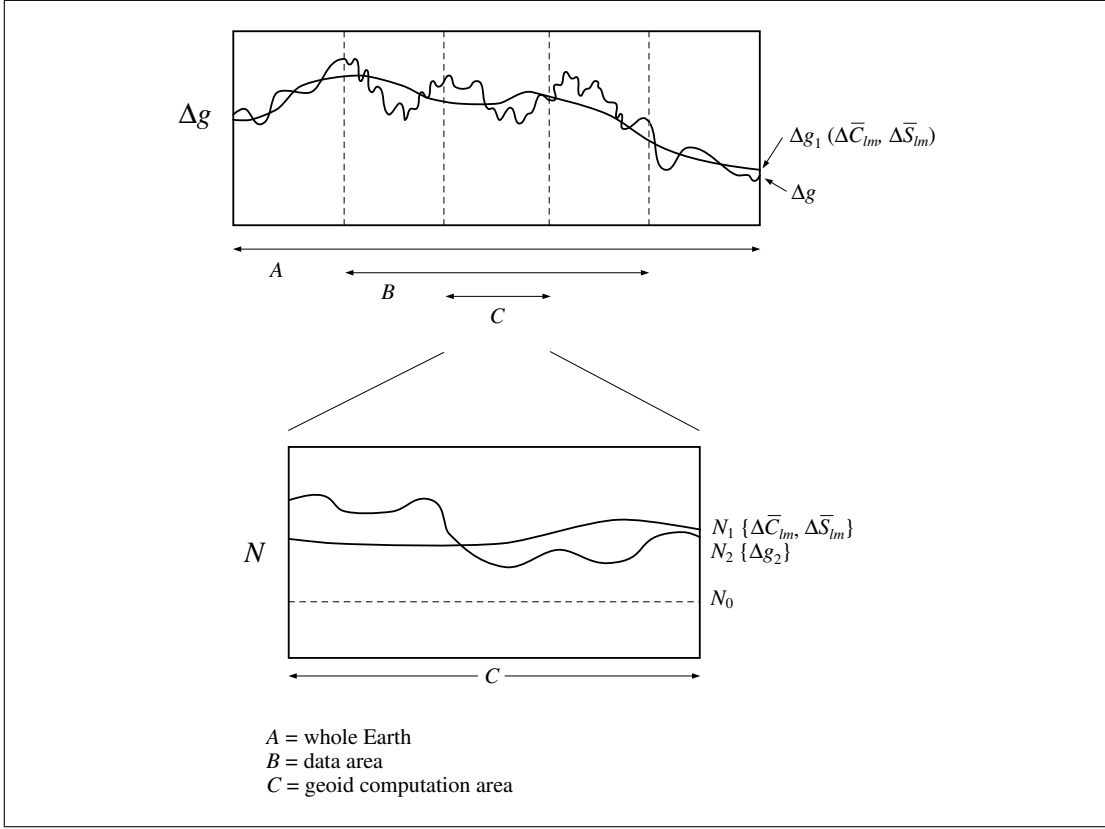 Δg
Δg₁ (ΔC̅ₗₘ, ΔS̅ₗₘ)
Δg
A
B
C
N
N₁ {ΔC̅ₗₘ, ΔS̅ₗₘ}
N₂ {Δg₂}
N₀
C
A = whole Earth
B = data area
C = geoid computation area